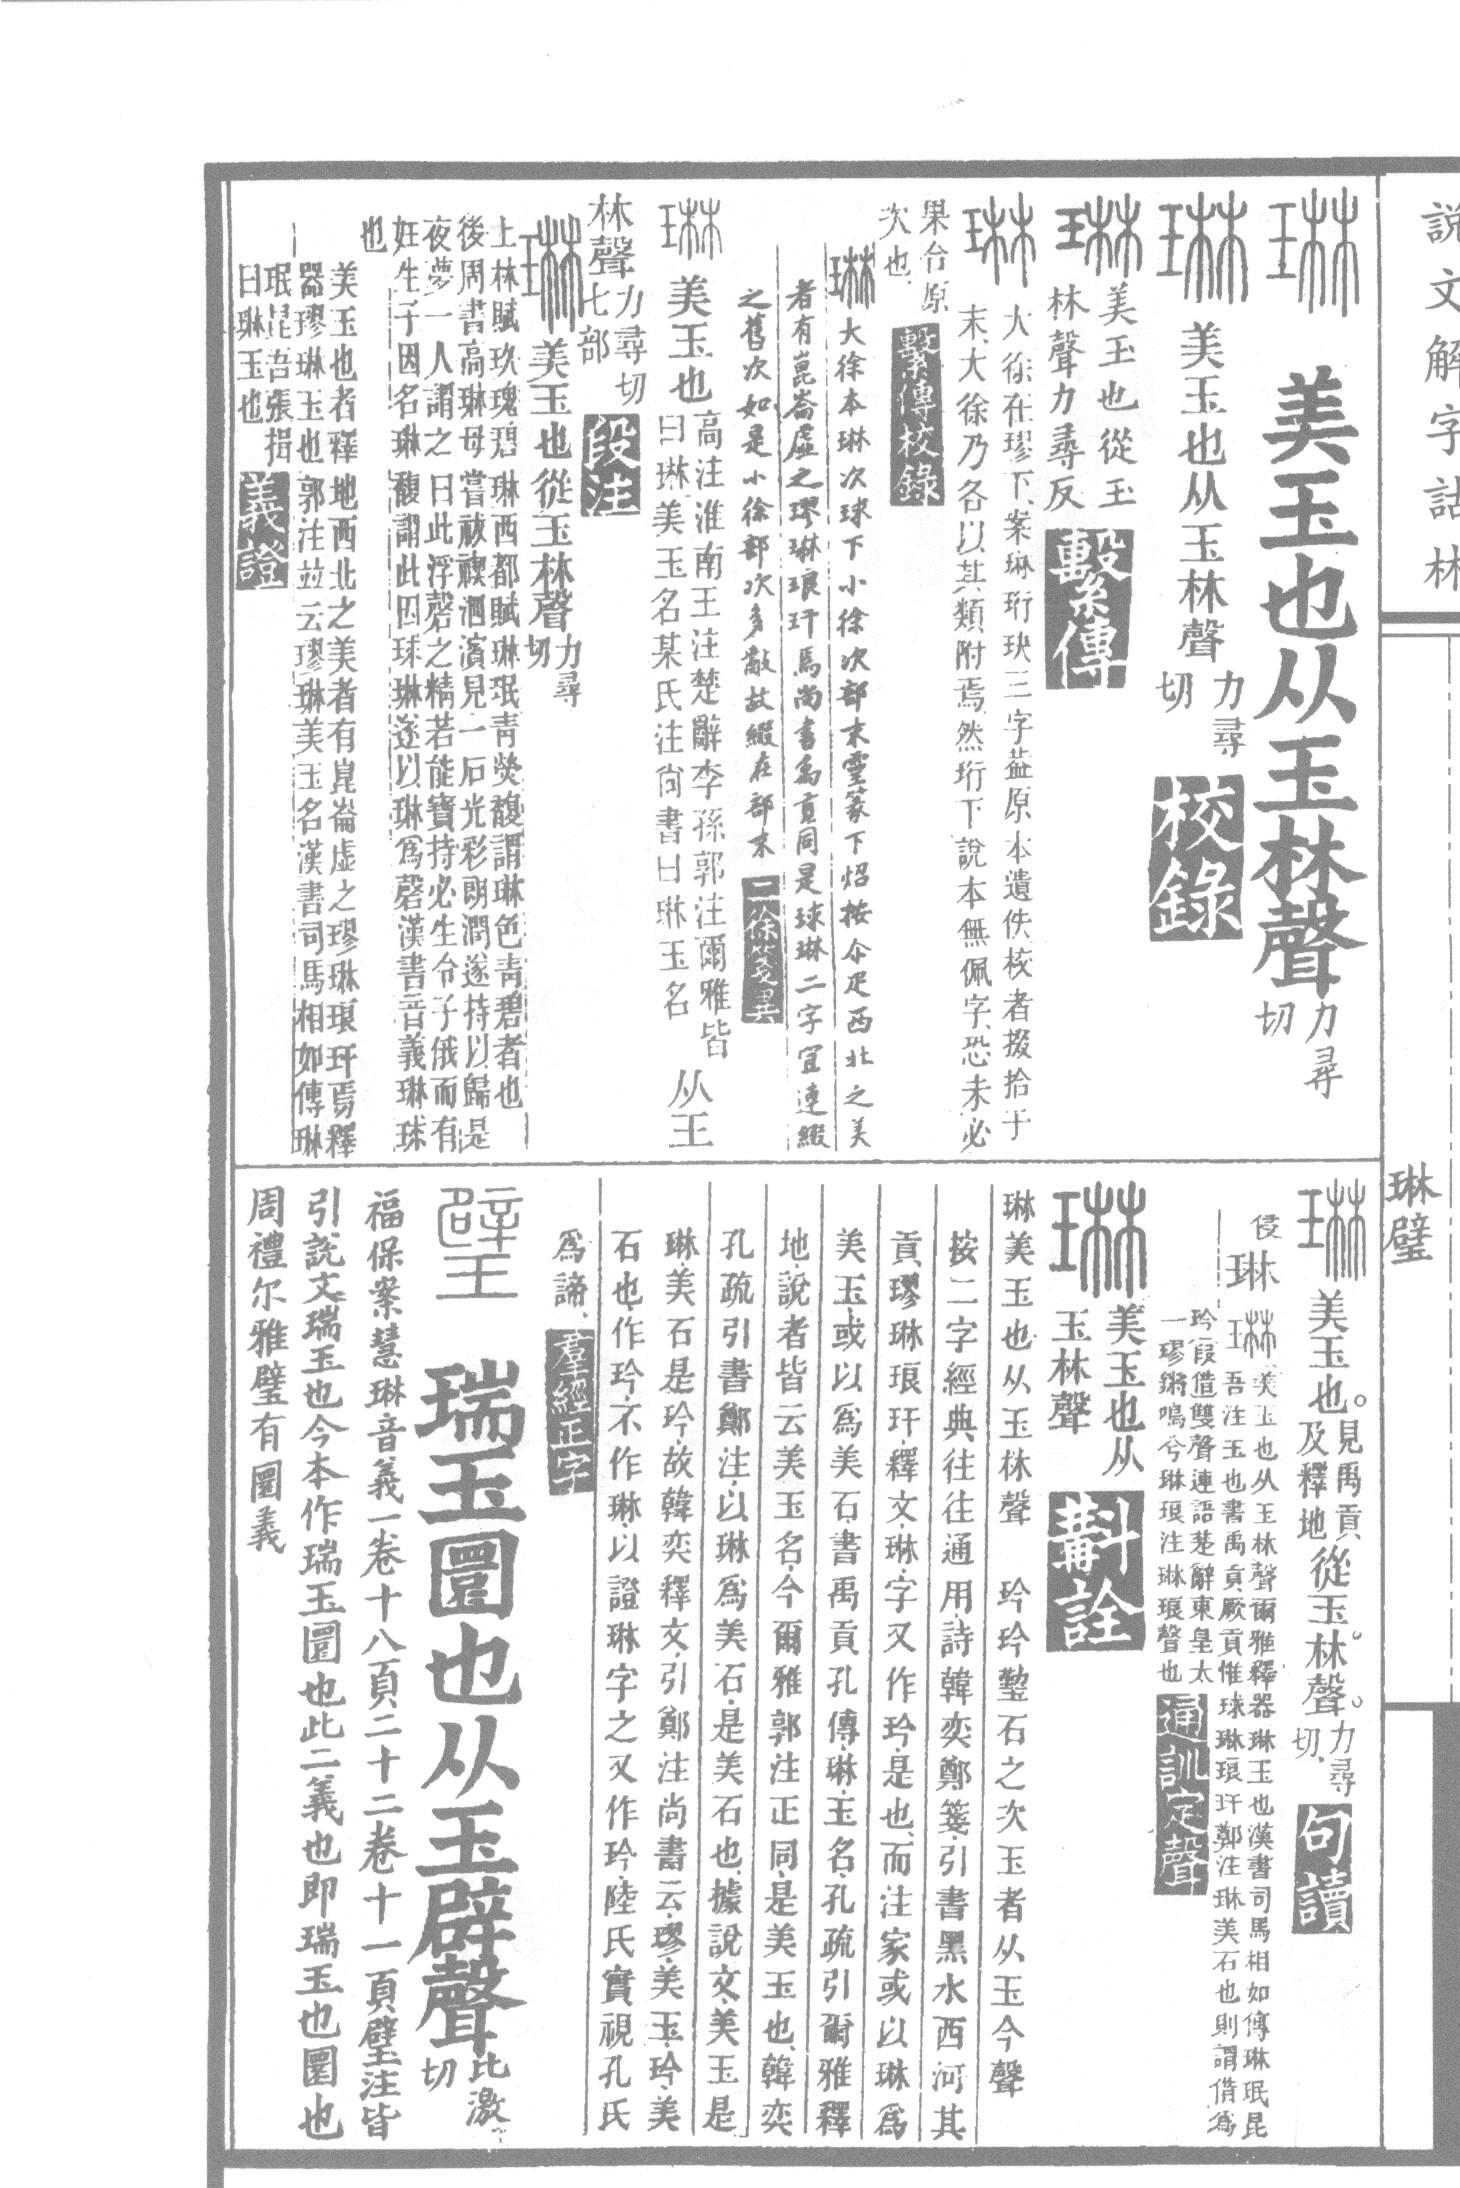 說文解字詁林
琳璧
琳 美玉也从玉林聲 力尋
切
琳 美玉也从玉林聲 力尋
切 校錄
琳 美玉也從玉
林聲力尋反 繫傳
琳 大徐在璆下案琳珩玦三字葢原本遺佚校者掇拾于
末大徐乃各以其類附焉然珩下說本無佩字恐未必
果合原
次也 繫傳校錄
琳 大徐本琳次球下小徐次部末靈篆下炤按尒疋西北之美
者有崑崙虛之璆琳琅玕焉尚書禹貢同是球琳二字宜連綴
之舊次如是小徐部次多散故綴在部末 二徐箋異
琳 美玉也 高注淮南王注楚辭李孫郭注爾雅皆
曰琳美玉名某氏注尚書曰琳玉名 从王
林聲 力尋切
七部 段注
琳 美玉也從玉林聲 力尋
切
上林賦玫瑰碧琳西都賦琳珉靑熒馥謂琳色靑碧者也
後周書高琳母嘗祓禊泗濱見一石光彩朗潤遂持以歸是
夜夢一人謂之曰此浮磬之精若能寶持必生令子俄而有
妊生子因名琳馥謂此因球琳遂以琳爲磬漢書音義琳球
也
美玉也者釋地西北之美者有崑崙虛之璆琳琅玕焉釋
器璆琳玉也郭注竝云璆琳美玉名漢書司馬相如傳琳
珉昆吾張揖
曰琳玉也 義證
琳 美玉也。見禹貢
及釋地從玉林聲。力尋
切 句讀
侵
琳 琳 美玉也从玉林聲爾雅釋器琳玉也漢書司馬相如傳琳珉昆
吾注玉也書禹貢厥貢惟球琳琅玕鄭注琳美石也則謂借爲
玪叚借雙聲連語楚辭東皇太
一璆鏘鳴兮琳琅注琳琅聲也 通訓定聲
琳 美玉也从
玉林聲 斠詮
琳美玉也从玉林聲 玪玪䃘石之次玉者从玉今聲
按二字經典往往通用詩韓奕鄭箋引書黑水西河其
貢璆琳琅玕釋文琳字又作玪是也而注家或以琳爲
美玉或以爲美石書禹貢孔傳琳玉名孔疏引爾雅釋
地說者皆云美玉名今爾雅郭注正同是美玉也韓奕
孔疏引書鄭注以琳爲美石是美石也據說文美玉是
琳美石是玪故韓奕釋文引鄭注尚書云璆美玉玪美
石也作玪不作琳以證琳字之又作玪陸氏實視孔氏
爲諦 羣經正字
璧 瑞玉圜也从玉辟聲 比激
切
福保案慧琳音義一卷十八頁二十二卷十一頁璧注皆
引說文瑞玉也今本作瑞玉圜也此二義也即瑞玉也圜也
周禮尔雅璧有圜義